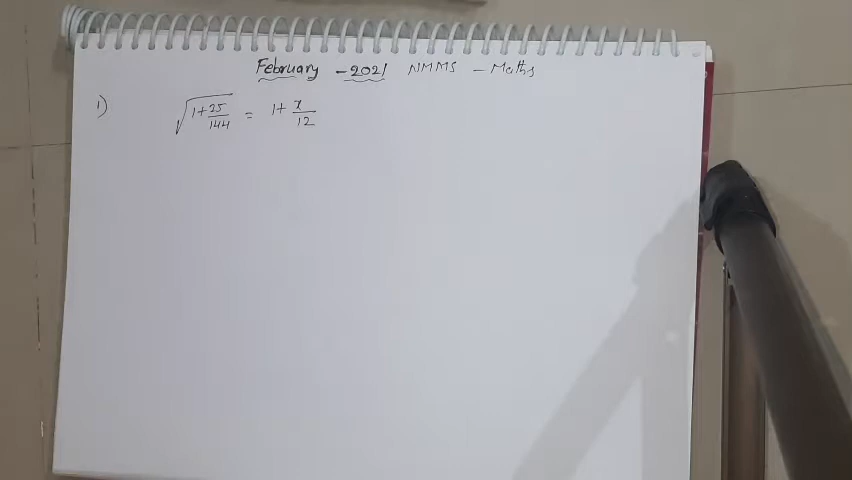 February - 2021 NMMS - Maths
1) √(1+25/144) = 1+ x/12